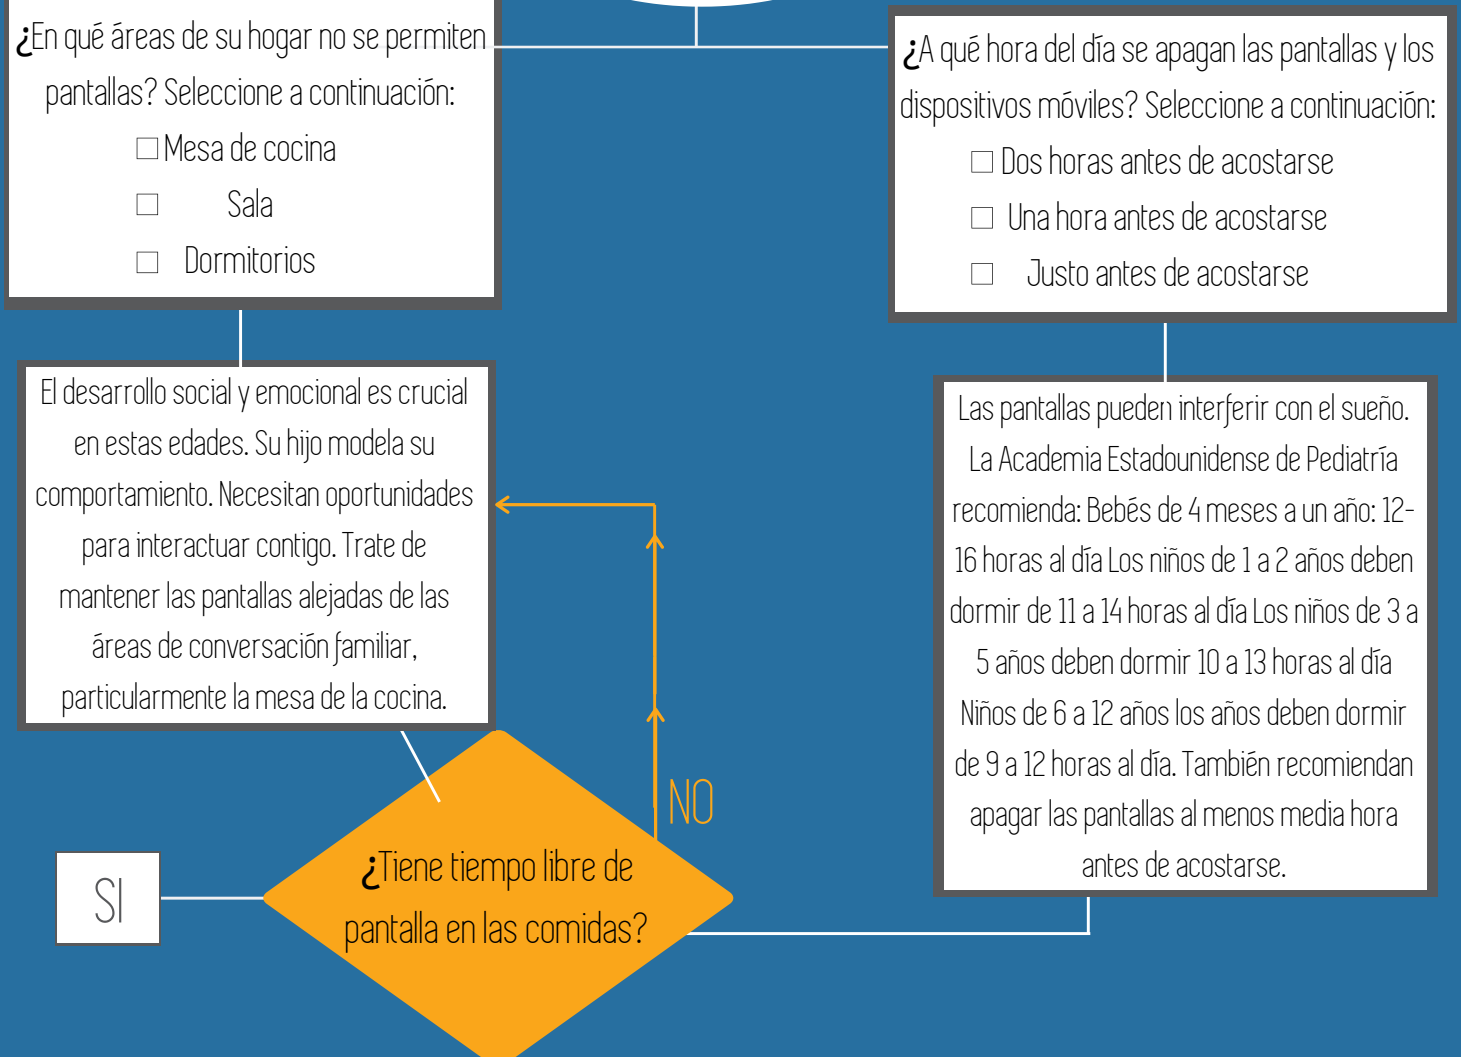 ¿En qué áreas de su hogar no se permiten
pantallas? Seleccione a continuación:
Mesa de cocina
Sala
Dormitorios
¿A qué hora del día se apagan las pantallas y los
dispositivos móviles? Seleccione a continuación:
Dos horas antes de acostarse
Una hora antes de acostarse
Justo antes de acostarse
El desarrollo social y emocional es crucial
en estas edades. Su hijo modela su
comportamiento. Necesitan oportunidades
para interactuar contigo. Trate de
mantener las pantallas alejadas de las
áreas de conversación familiar,
particularmente la mesa de la cocina.
Las pantallas pueden interferir con el sueño.
La Academia Estadounidense de Pediatría
recomienda: Bebés de 4 meses a un año: 12-
16 horas al día Los niños de 1 a 2 años deben
dormir de 11 a 14 horas al día Los niños de 3 a
5 años deben dormir 10 a 13 horas al día
Niños de 6 a 12 años los años deben dormir
de 9 a 12 horas al día. También recomiendan
apagar las pantallas al menos media hora
antes de acostarse.
NO
¿Tiene tiempo libre de
pantalla en las comidas?
SI